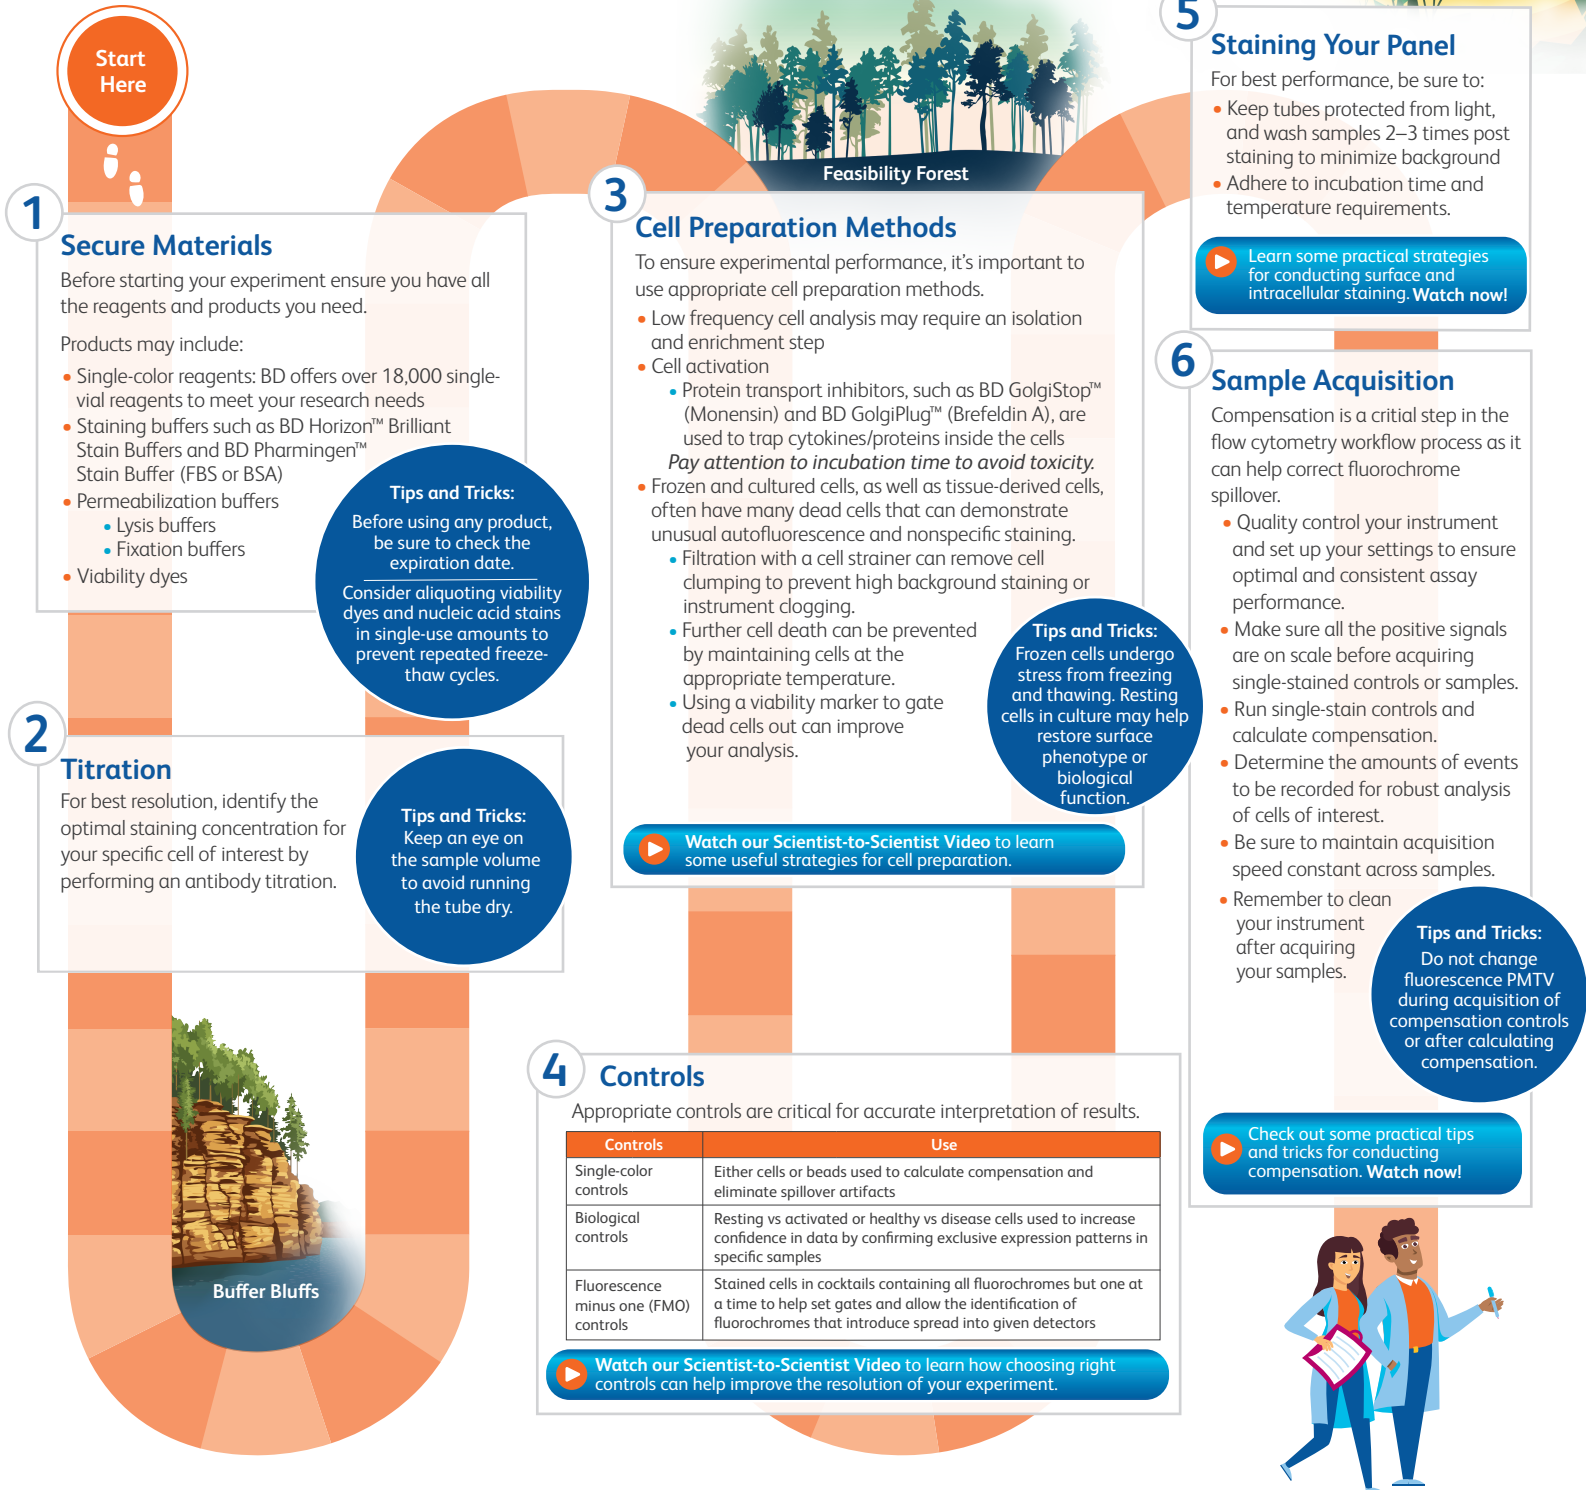 Start
Here
1
Secure Materials
Before starting your experiment ensure you have all
the reagents and products you need.
Products may include:
• Single-color reagents: BD offers over 18,000 single-
vial reagents to meet your research needs
• Staining buffers such as BD Horizon™ Brilliant
Stain Buffers and BD Pharmingen™
Stain Buffer (FBS or BSA)
• Permeabilization buffers
• Lysis buffers
• Fixation buffers
• Viability dyes
Tips and Tricks:
Before using any product,
be sure to check the
expiration date.
Consider aliquoting viability
dyes and nucleic acid stains
in single-use amounts to
prevent repeated freeze-
thaw cycles.
2
Titration
For best resolution, identify the
optimal staining concentration for
your specific cell of interest by
performing an antibody titration.
Tips and Tricks:
Keep an eye on
the sample volume
to avoid running
the tube dry.
Buffer Bluffs
Feasibility Forest
3
Cell Preparation Methods
To ensure experimental performance, it's important to
use appropriate cell preparation methods.
• Low frequency cell analysis may require an isolation
and enrichment step
• Cell activation
• Protein transport inhibitors, such as BD GolgiStop™
(Monensin) and BD GolgiPlug™ (Brefeldin A), are
used to trap cytokines/proteins inside the cells
Pay attention to incubation time to avoid toxicity.
• Frozen and cultured cells, as well as tissue-derived cells,
often have many dead cells that can demonstrate
unusual autofluorescence and nonspecific staining.
• Filtration with a cell strainer can remove cell
clumping to prevent high background staining or
instrument clogging.
• Further cell death can be prevented
by maintaining cells at the
appropriate temperature.
• Using a viability marker to gate
dead cells out can improve
your analysis.
Tips and Tricks:
Frozen cells undergo
stress from freezing
and thawing. Resting
cells in culture may help
restore surface
phenotype or
biological
function.
Watch our Scientist-to-Scientist Video to learn
some useful strategies for cell preparation.
4
Controls
Appropriate controls are critical for accurate interpretation of results.
Controls Use
Single-color controls Either cells or beads used to calculate compensation and
eliminate spillover artifacts
Biological controls Resting vs activated or healthy vs disease cells used to increase
confidence in data by confirming exclusive expression patterns in
specific samples
Fluorescence minus one (FMO) controls Stained cells in cocktails containing all fluorochromes but one at
a time to help set gates and allow the identification of
fluorochromes that introduce spread into given detectors
Watch our Scientist-to-Scientist Video to learn how choosing right
controls can help improve the resolution of your experiment.
5
Staining Your Panel
For best performance, be sure to:
• Keep tubes protected from light,
and wash samples 2–3 times post
staining to minimize background
• Adhere to incubation time and
temperature requirements.
Learn some practical strategies
for conducting surface and
intracellular staining. Watch now!
6
Sample Acquisition
Compensation is a critial step in the
flow cytometry workflow process as it
can help correct fluorochrome
spillover.
• Quality control your instrument
and set up your settings to ensure
optimal and consistent assay
performance.
• Make sure all the positive signals
are on scale before acquiring
single-stained controls or samples.
• Run single-stain controls and
calculate compensation.
• Determine the amounts of events
to be recorded for robust analysis
of cells of interest.
• Be sure to maintain acquisition
speed constant across samples.
• Remember to clean
your instrument
after acquiring
your samples.
Tips and Tricks:
Do not change
fluorescence PMTV
during acquisition of
compensation controls
or after calculating
compensation.
Check out some practical tips
and tricks for conducting
compensation. Watch now!